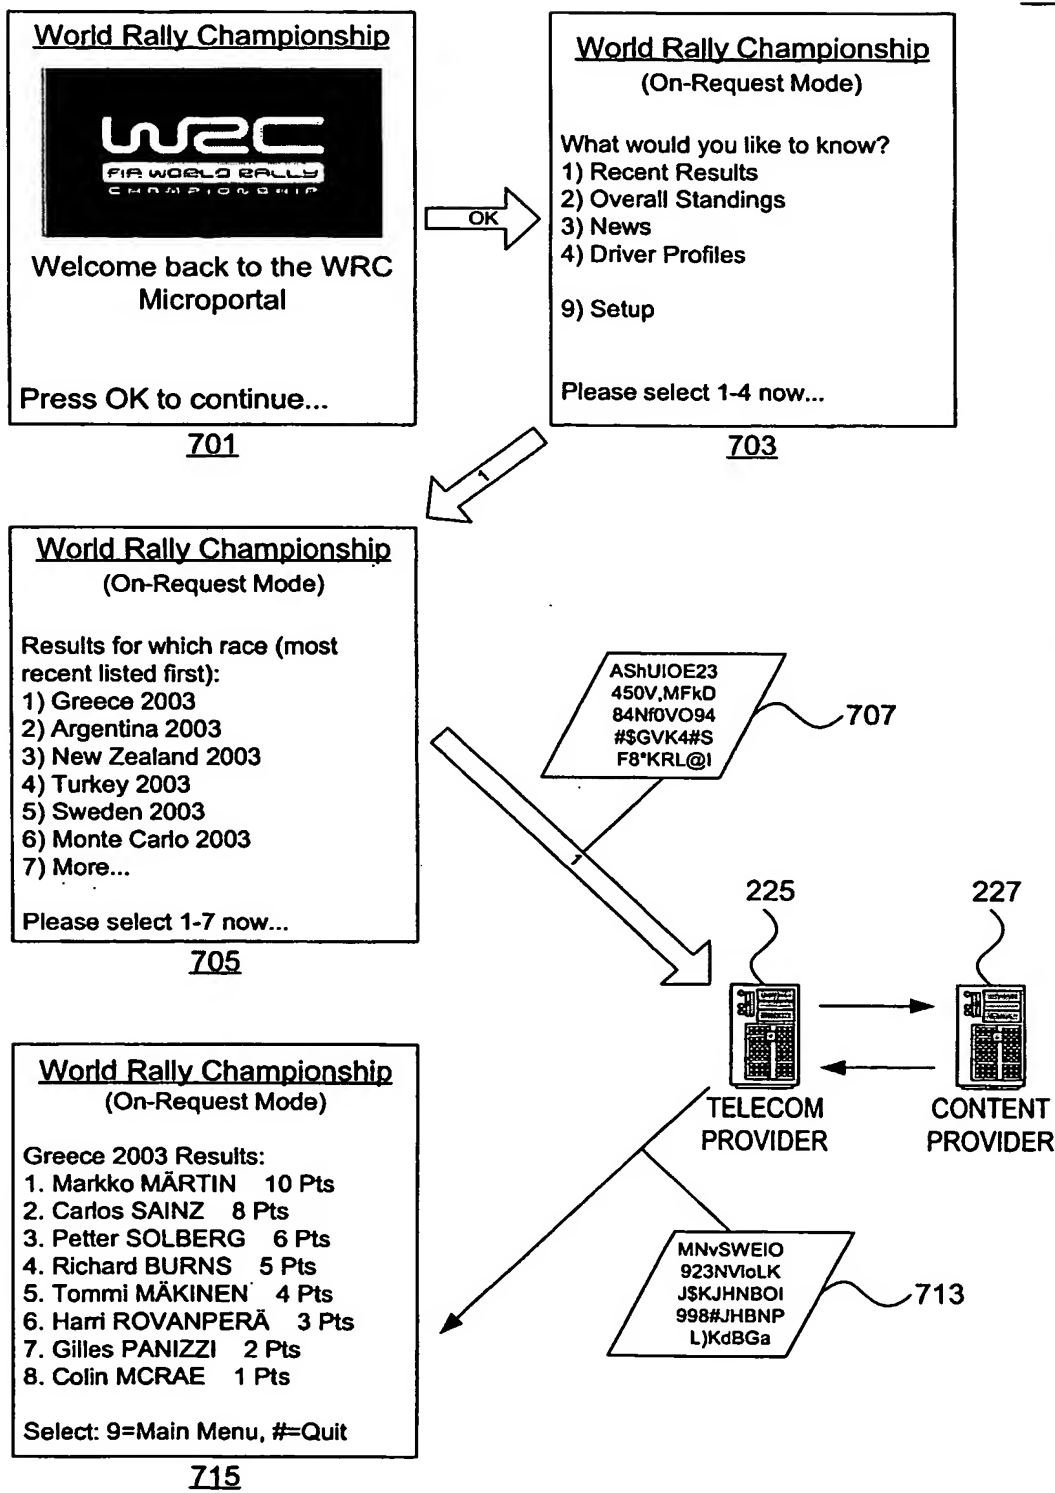 World Rally Championship
WRC
FIA WORLD RALLY
CHAMPIONSHIP
Welcome back to the WRC
Microportal
Press OK to continue...
701
OK
World Rally Championship
(On-Request Mode)
What would you like to know?
1) Recent Results
2) Overall Standings
3) News
4) Driver Profiles
9) Setup
Please select 1-4 now...
703
1
World Rally Championship
(On-Request Mode)
Results for which race (most
recent listed first):
1) Greece 2003
2) Argentina 2003
3) New Zealand 2003
4) Turkey 2003
5) Sweden 2003
6) Monte Carlo 2003
7) More...
Please select 1-7 now...
705
AShUIOE23
450V,MFkD
84Nf0VO94
#$GVK4#S
F8*KRL@I
707
1
225
227
TELECOM
PROVIDER
CONTENT
PROVIDER
World Rally Championship
(On-Request Mode)
Greece 2003 Results:
1. Markko MÄRTIN 10 Pts
2. Carlos SAINZ 8 Pts
3. Petter SOLBERG 6 Pts
4. Richard BURNS 5 Pts
5. Tommi MÄKINEN 4 Pts
6. Harri ROVANPERÄ 3 Pts
7. Gilles PANIZZI 2 Pts
8. Colin MCRAE 1 Pts
Select: 9=Main Menu, #=Quit
715
MNvSWEIO
923NVIoLK
J$KJHNBOI
998#JHBNP
L)KdBGa
713